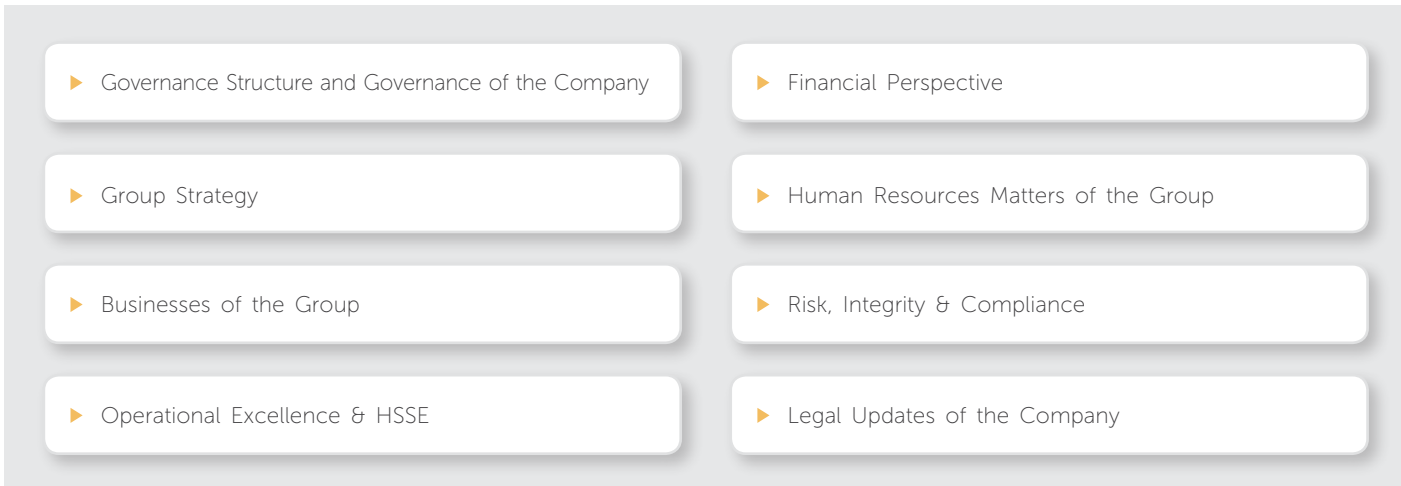 Governance Structure and Governance of the Company
Group Strategy
Businesses of the Group
Operational Excellence & HSSE
Financial Perspective
Human Resources Matters of the Group
Risk, Integrity & Compliance
Legal Updates of the Company